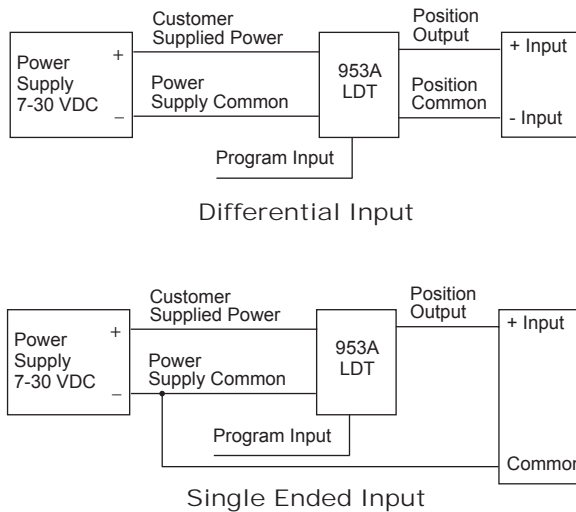 Customer
Supplied Power
Position
Output
Power
Supply
7-30 VDC
+
–
Power
Supply Common
953A
LDT
Position
Common
+ Input
- Input
Program Input
Differential Input
Customer
Supplied Power
Position
Output
Power
Supply
7-30 VDC
+
–
Power
Supply Common
953A
LDT
+ Input
Program Input
Common
Single Ended Input